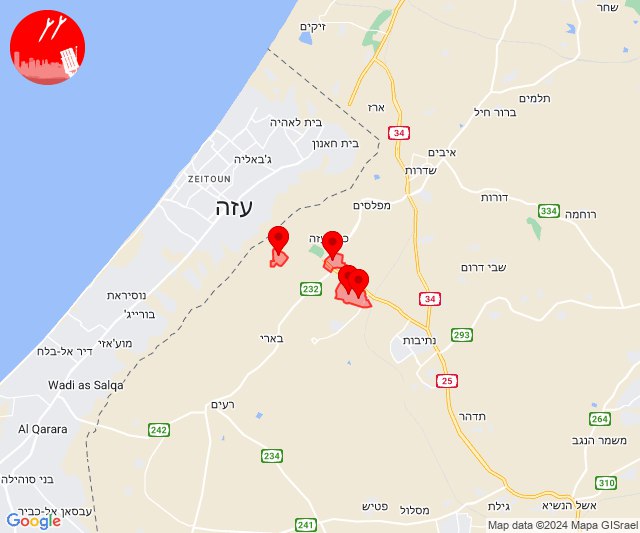 שחר
זיקים
תלמים
ארז
ברור חיל
בית לאהיה
34
בית חאנון
איבים
ג'באליה
שדרות
ZEITOUN
דורות
מפלסים
עזה
334
רוחמה
שבי דרום
232
נוסיראת
34
בורייג'
293
בארי
נתיבות
מוע'אזי
דיר אל-בלח
25
Wadi as Salqa
רעים
תדהר
264
Al Qarara
242
משמר הנגב
234
בני סוהילה
310
פטיש
מסלול
גילת
אשל הנשיא
עבסאן אל-כביר
Google
241
Map data ©2024 Mapa GISrael